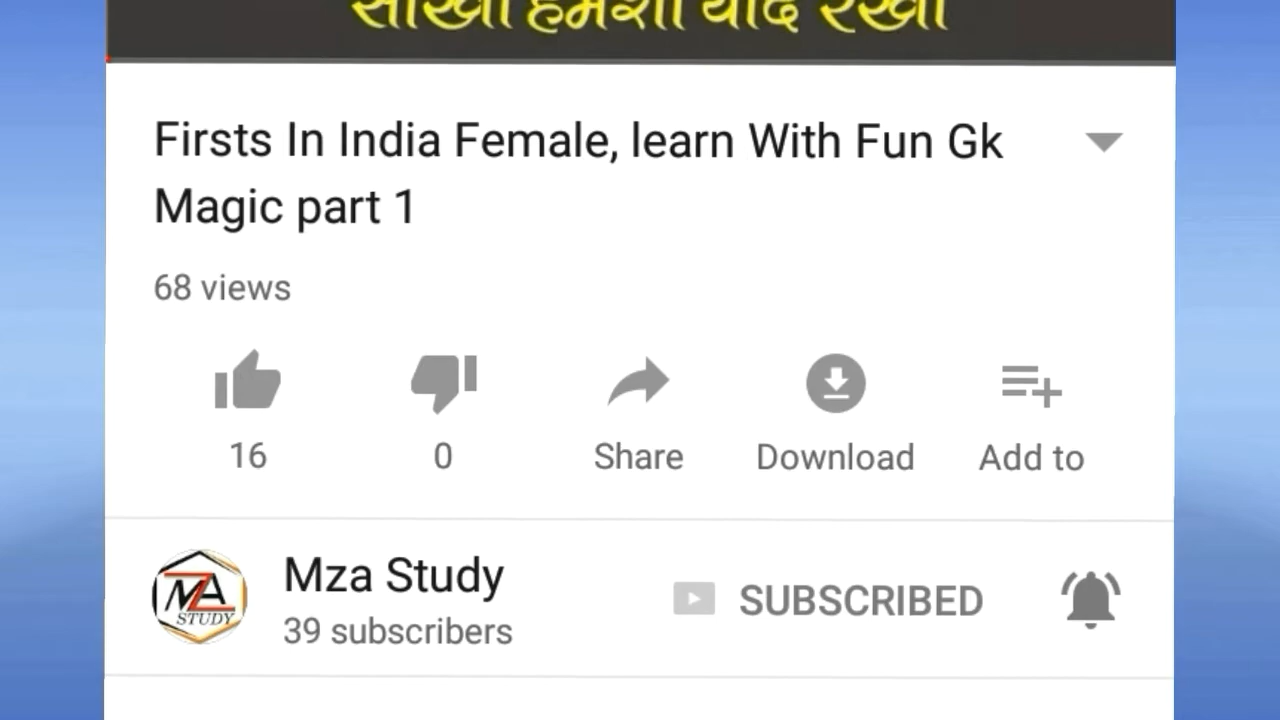 सीखो हमेशा याद रखो
Firsts In India Female, learn With Fun Gk
Magic part 1
68 views
16
0
Share
Download
Add to
MZA
STUDY
Mza Study
39 subscribers
SUBSCRIBED